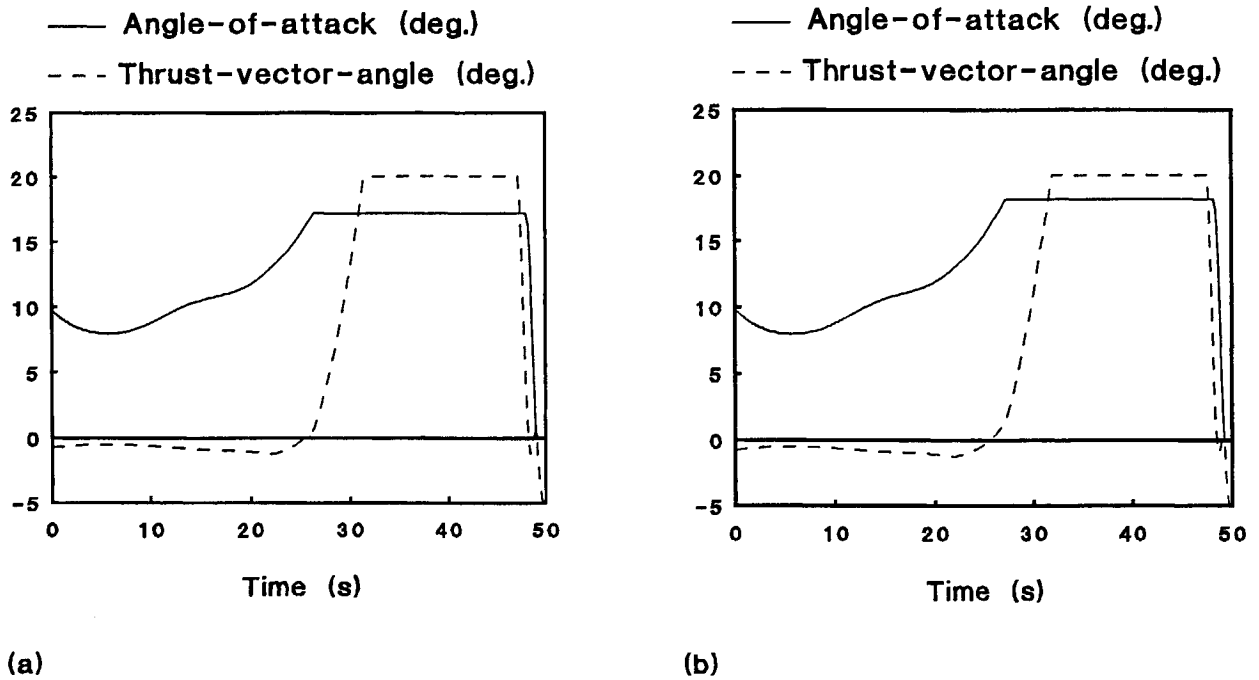 Angle-of-attack (deg.)
Thrust-vector-angle (deg.)
25
20
15
10
5
0
-5
0 10 20 30 40 50
Time (s)
(a)
Angle-of-attack (deg.)
Thrust-vector-angle (deg.)
25
20
15
10
5
0
-5
0 10 20 30 40 50
Time (s)
(b)